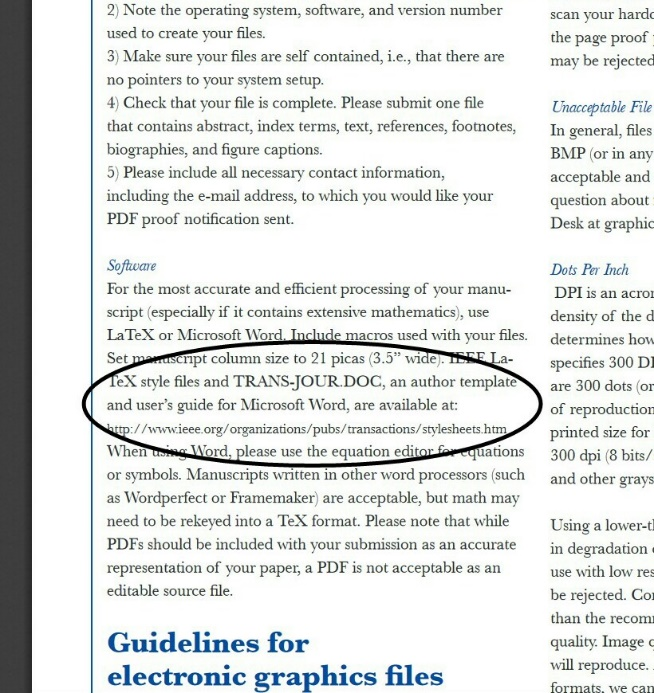 2) Note the operating system, software, and version number
used to create your files.
3) Make sure your files are self contained, i.e., that there are
no pointers to your system setup.
4) Check that your file is complete. Please submit one file
that contains abstract, index terms, text, references, footnotes,
biographies, and figure captions.
5) Please include all necessary contact information,
including the e-mail address, to which you would like your
PDF proof notification sent.
Software
For the most accurate and efficient processing of your manu-
script (especially if it contains extensive mathematics), use
LaTeX or Microsoft Word. Include macros used with your files.
Set manuscript column size to 21 picas (3.5” wide). IEEE La-
TeX style files and TRANS-JOUR.DOC, an author template
and user’s guide for Microsoft Word, are available at:
http://www.ieee.org/organizations/pubs/transactions/stylesheets.htm
When using Word, please use the equation editor for equations
or symbols. Manuscripts written in other word processors (such
as Wordperfect or Framemaker) are acceptable, but math may
need to be rekeyed into a TeX format. Please note that while
PDFs should be included with your submission as an accurate
representation of your paper, a PDF is not acceptable as an
editable source file.
Guidelines for
electronic graphics files
scan your hardc
the page proof
may be rejected
Unacceptable File
In general, files
BMP (or in any
acceptable and
question about
Desk at graphic
Dots Per Inch
DPI is an acron
density of the d
determines how
specifies 300 DI
are 300 dots (or
of reproduction
printed size for
300 dpi (8 bits/
and other grays
Using a lower-tl
in degradation
use with low res
be rejected. Con
than the recomm
quality. Image q
will reproduce.
formats, we can